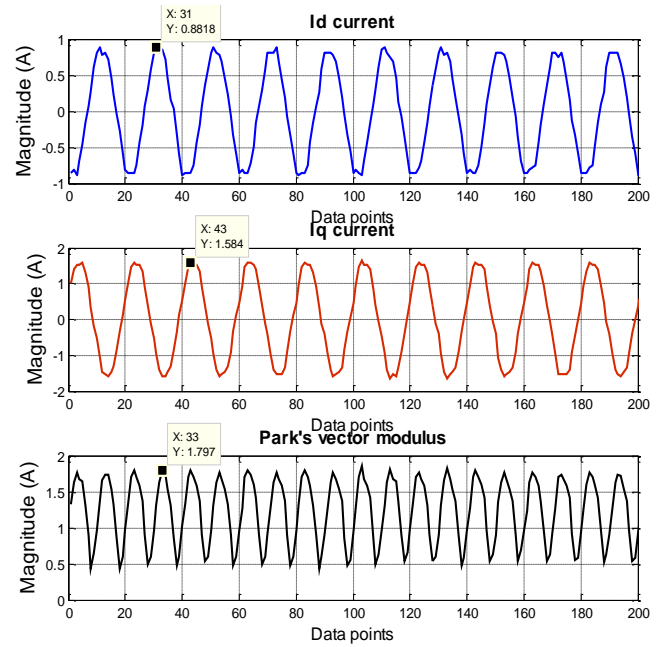 X: 31
Y: 0.8818
Id current
Magnitude (A)
1
0.5
0
-0.5
-1
0 20 40 60 80 100 120 140 160 180 200
Data points
X: 43
Y: 1.584
Iq current
Magnitude (A)
2
1
0
-1
-2
0 20 40 60 80 100 120 140 160 180 200
X: 33
Y: 1.797
Park's vector modulus
Magnitude (A)
2
1.5
1
0.5
0
0 20 40 60 80 100 120 140 160 180 200
Data points